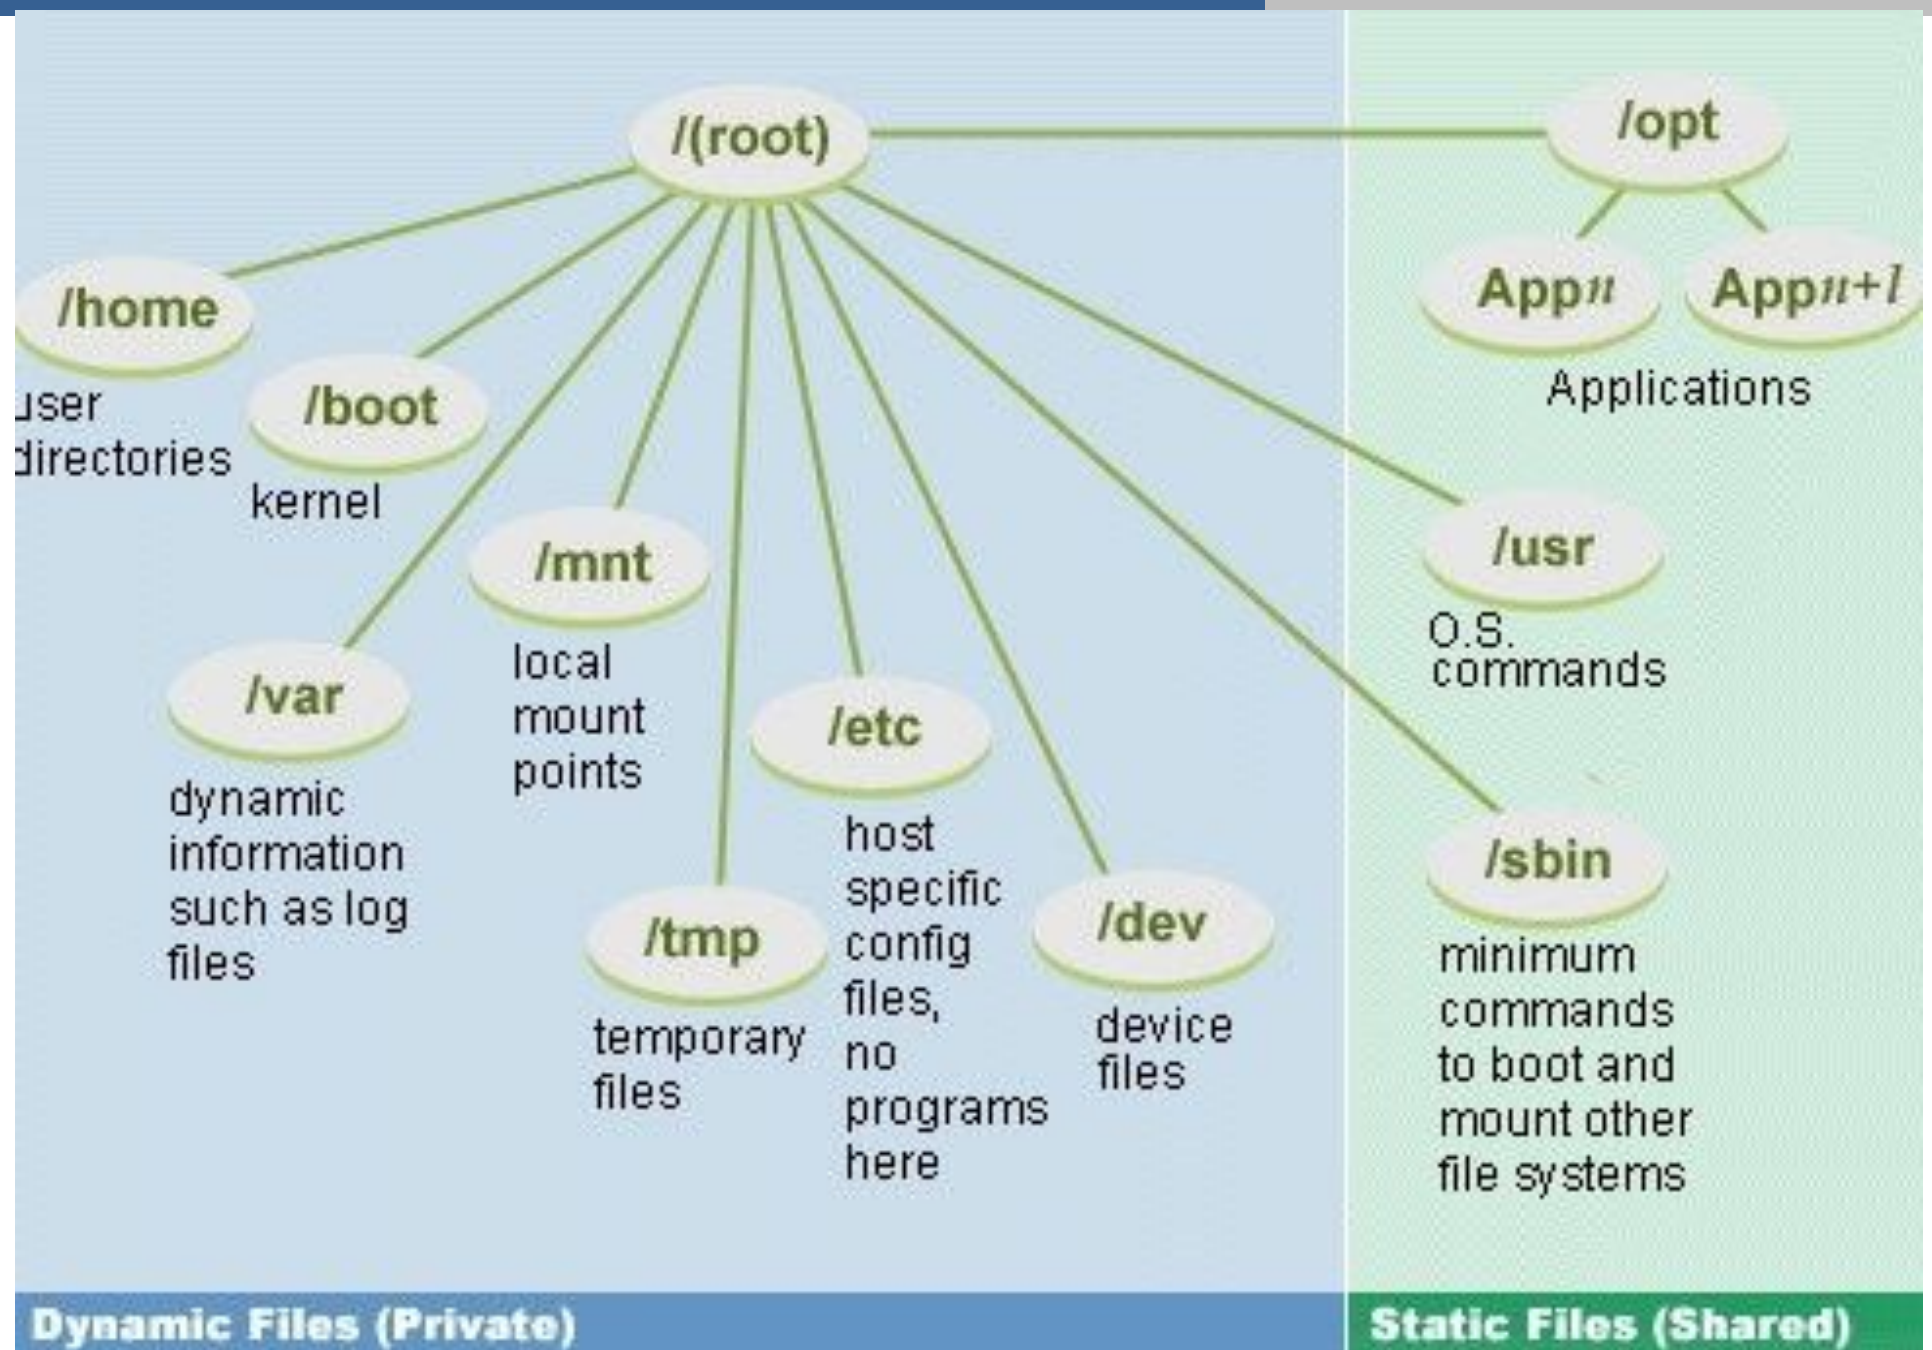 /(root)
/opt
Appn
Appn+1
Applications
/home
user
directories
/boot
kernel
/mnt
local
mount
points
/usr
O.S.
commands
/var
dynamic
information
such as log
files
/etc
host
specific
config
files,
no
programs
here
/tmp
temporary
files
/dev
device
files
/sbin
minimum
commands
to boot and
mount other
file systems
Dynamic Files (Private)
Static Files (Shared)